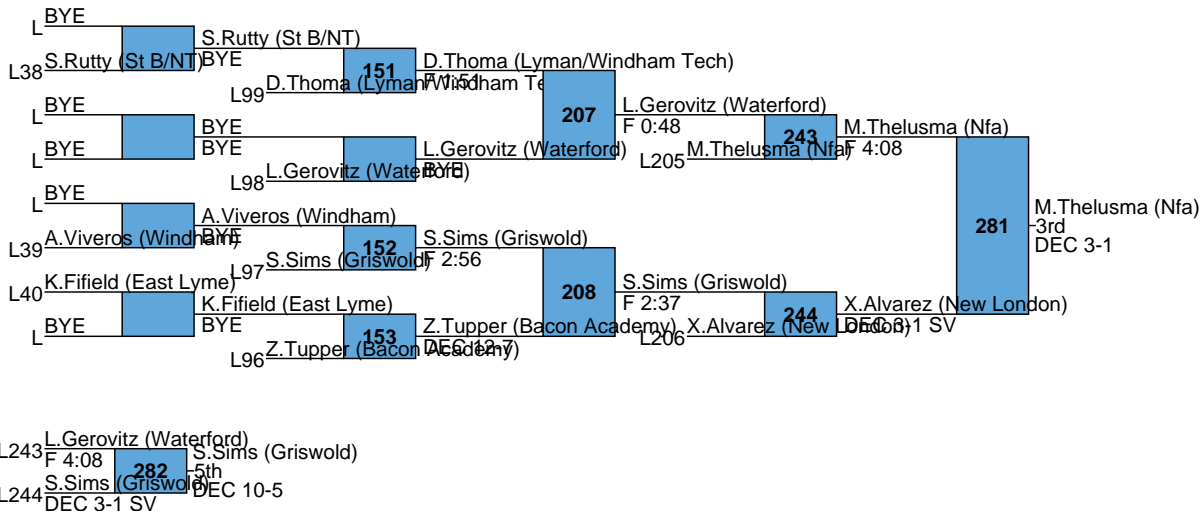 L BYE
L38 S.Rutty (St B/NT)
S.Rutty (St B/NT)
BYE
L99 D.Thoma (Lyman/Windham Te
151
D.Thoma (Lyman/Windham Tech)
F 1:51
L BYE
L BYE
BYE
BYE
L98 L.Gerovitz (Waterford)
L.Gerovitz (Waterford)
BYE
207
L.Gerovitz (Waterford)
F 0:48
L205 M.Thelusma (Nfa)
243
M.Thelusma (Nfa)
F 4:08
L BYE
L39 A.Viveros (Windham)
A.Viveros (Windham)
BYE
L97 S.Sims (Griswold)
152
S.Sims (Griswold)
F 2:56
L40 K.Fifield (East Lyme)
L BYE
K.Fifield (East Lyme)
BYE
L96 Z.Tupper (Bacon Academy)
153
Z.Tupper (Bacon Academy)
DEC 12-7
208
S.Sims (Griswold)
F 2:37
L206 X.Alvarez (New London)
244
X.Alvarez (New London)
DEC 3-1 SV
281
M.Thelusma (Nfa)
3rd
DEC 3-1
L243 L.Gerovitz (Waterford)
F 4:08
L244 S.Sims (Griswold)
DEC 3-1 SV
282
S.Sims (Griswold)
5th
DEC 10-5